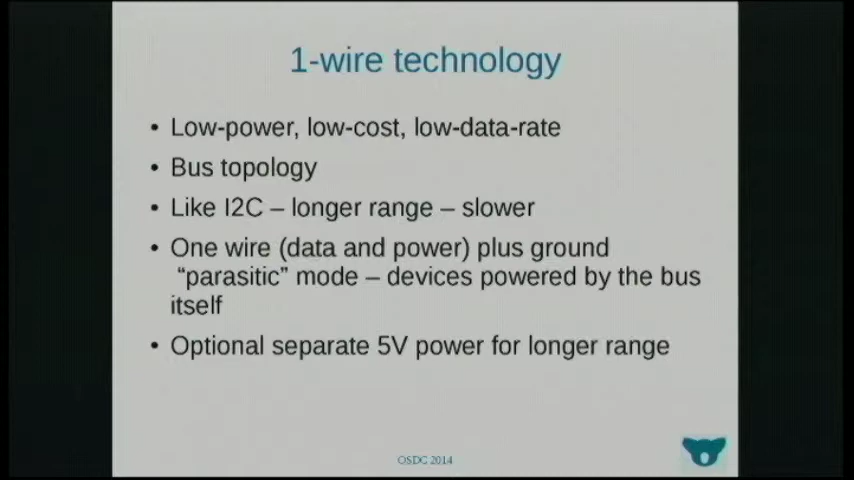 1-wire technology
• Low-power, low-cost, low-data-rate
• Bus topology
• Like I2C – longer range – slower
• One wire (data and power) plus ground
“parasitic” mode – devices powered by the bus
itself
• Optional separate 5V power for longer range
OSDC 2014